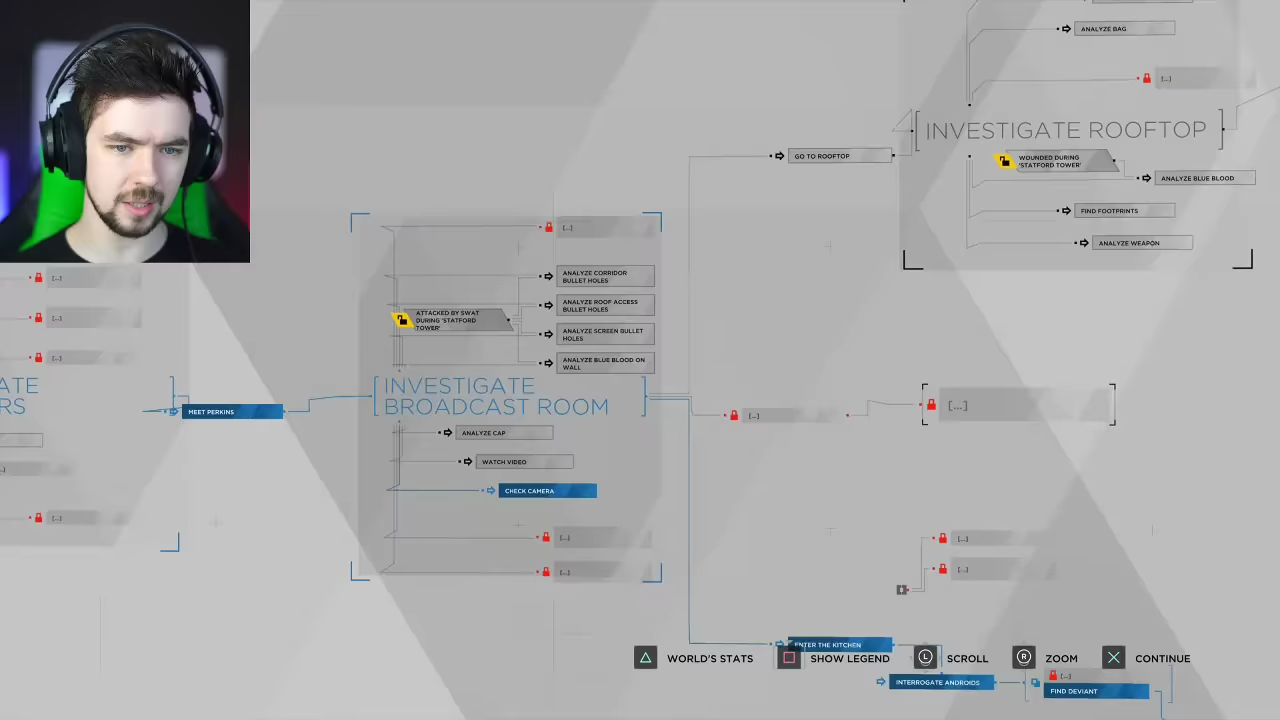 ANALYZE BAG
[...]
INVESTIGATE ROOFTOP
GO TO ROOFTOP
WOUNDED DURING
'STATFORD TOWER'
ANALYZE BLUE BLOOD
FIND FOOTPRINTS
ANALYZE WEAPON
[...]
ANALYZE CORRIDOR
BULLET HOLES
ANALYZE ROOF ACCESS
BULLET HOLES
ATTACKED BY SWAT
DURING 'STATFORD
TOWER'
ANALYZE SCREEN BULLET
HOLES
ANALYZE BLUE BLOOD ON
WALL
[...]
[...]
[...]
ATE
RS
MEET PERKINS
INVESTIGATE
BROADCAST ROOM
[...]
[...]
ANALYZE CAP
WATCH VIDEO
CHECK CAMERA
[...]
[...]
[...]
[...]
[...]
ENTER THE KITCHEN
WORLD'S STATS
SHOW LEGEND
L SCROLL
R ZOOM
CONTINUE
INTERROGATE ANDROIDS
[...]
FIND DEVIANT